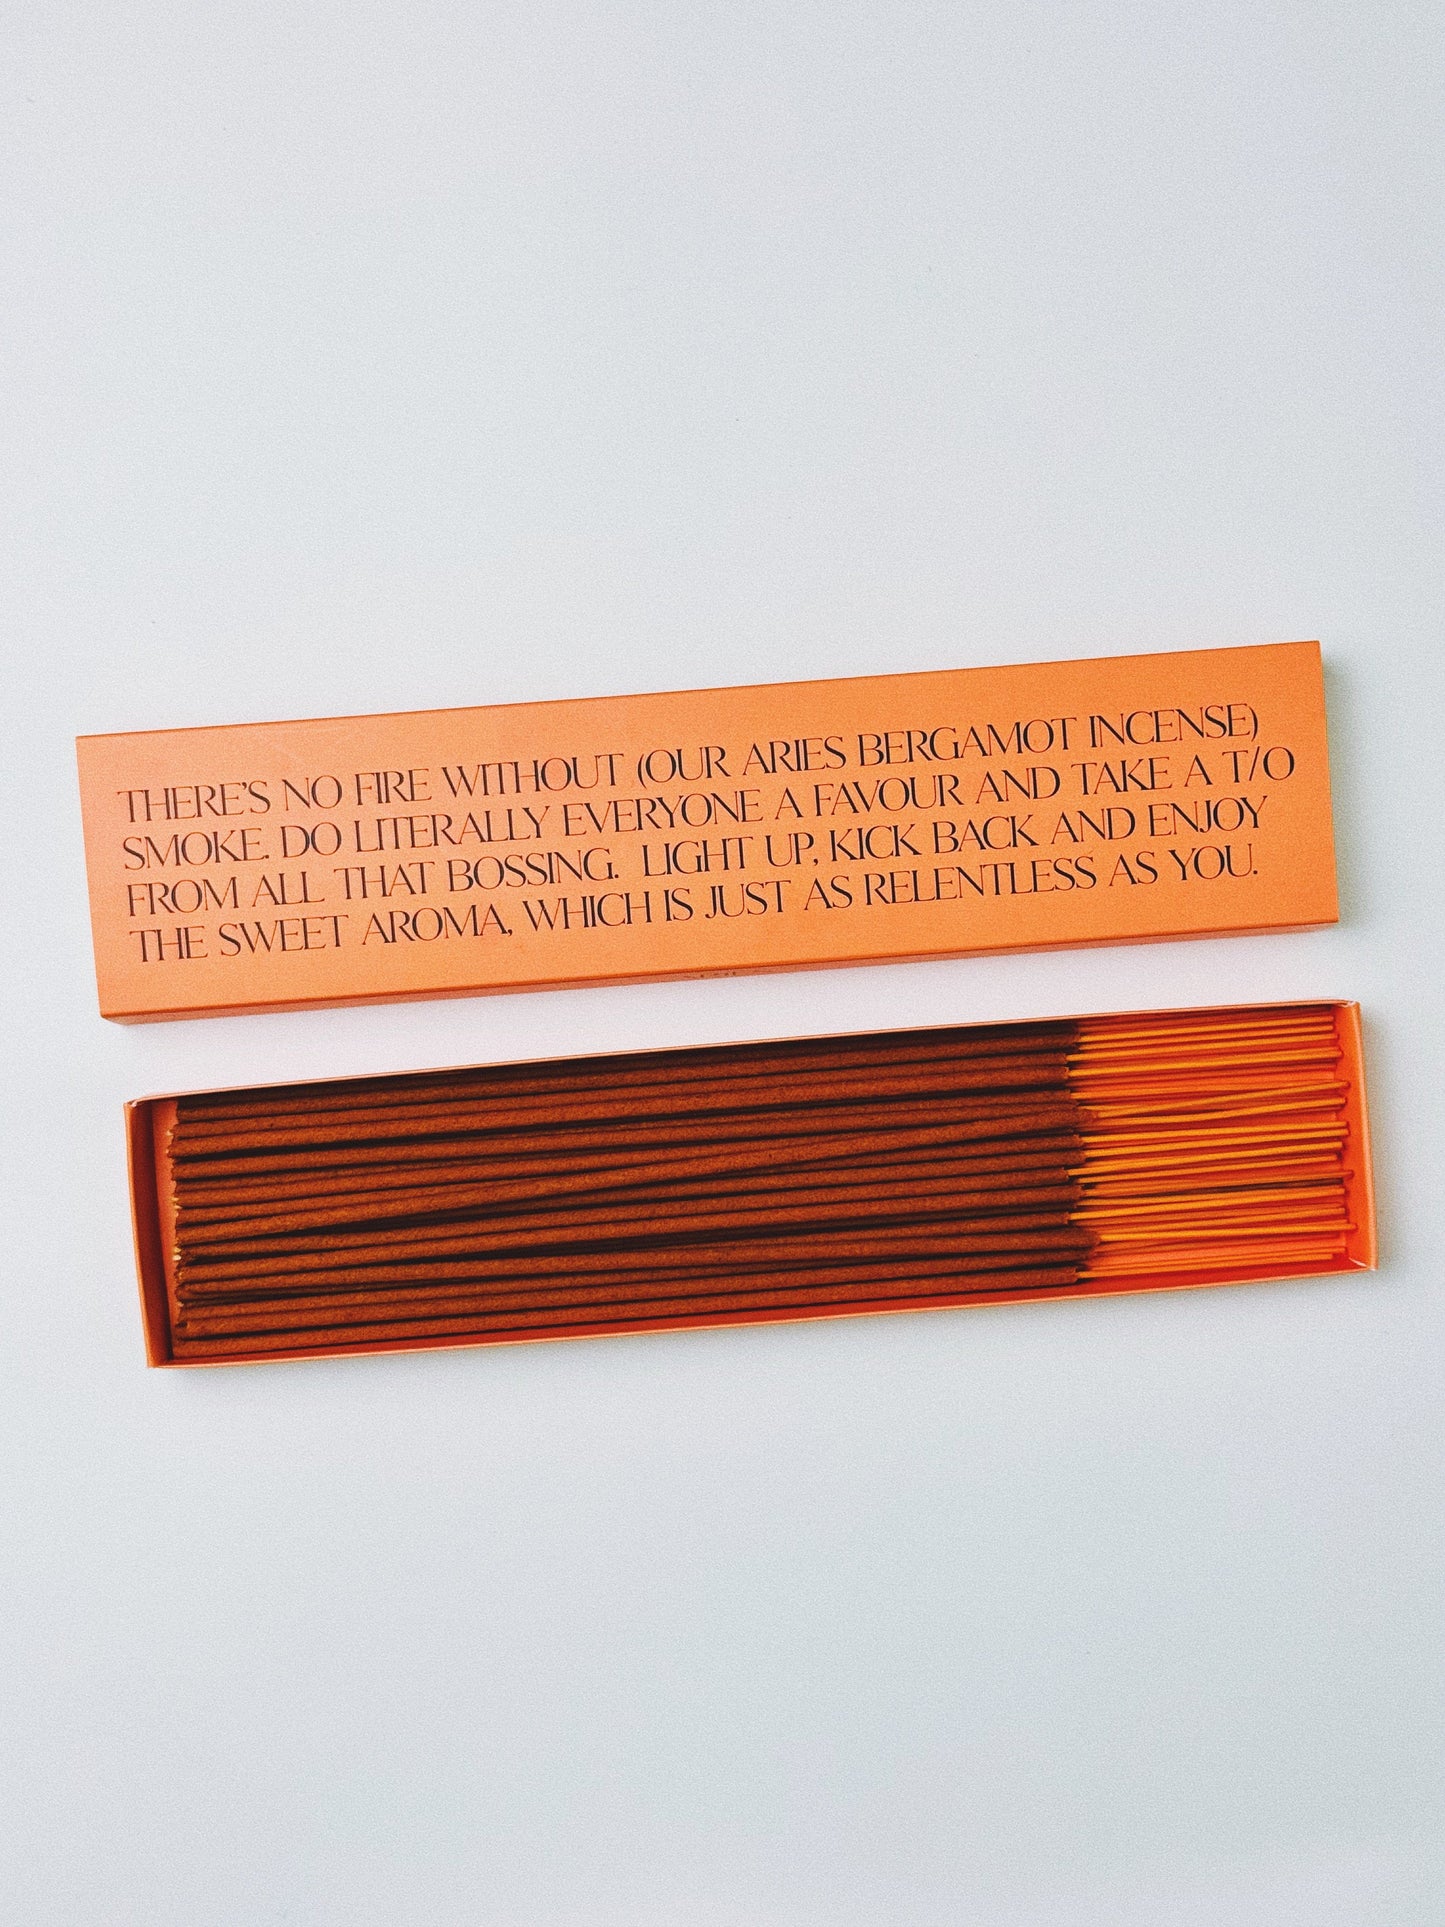 THERE'S NO FIRE WITHOUT (OUR ARIES BERGAMOT INCENSE)
SMOKE. DO LITERALLY EVERYONE A FAVOUR AND TAKE A T/O
FROM ALL THAT BOSSING. LIGHT UP, KICK BACK AND ENJOY
THE SWEET AROMA, WHICH IS JUST AS RELENTLESS AS YOU.